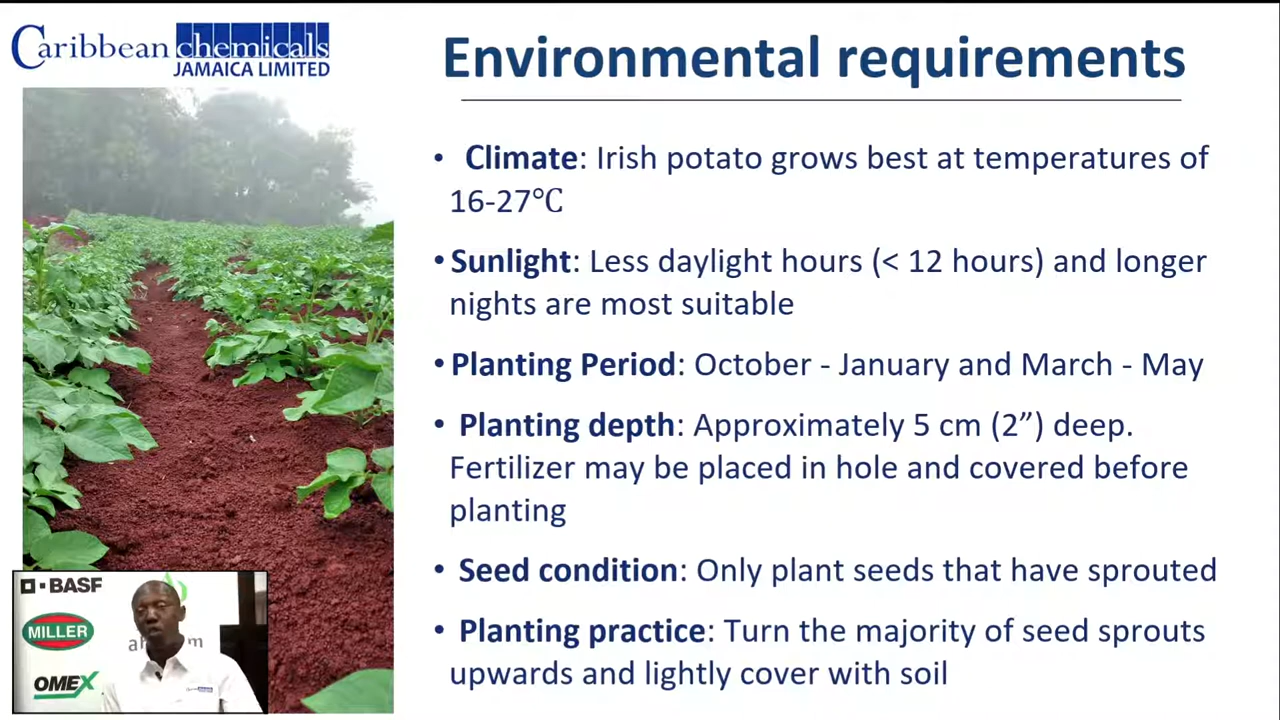 Caribbean chemicals
JAMAICA LIMITED
Environmental requirements
• Climate: Irish potato grows best at temperatures of
16-27℃
• Sunlight: Less daylight hours (< 12 hours) and longer
nights are most suitable
• Planting Period: October - January and March - May
• Planting depth: Approximately 5 cm (2”) deep.
Fertilizer may be placed in hole and covered before
planting
• Seed condition: Only plant seeds that have sprouted
• Planting practice: Turn the majority of seed sprouts
upwards and lightly cover with soil
BASF
MILLER
OMEX